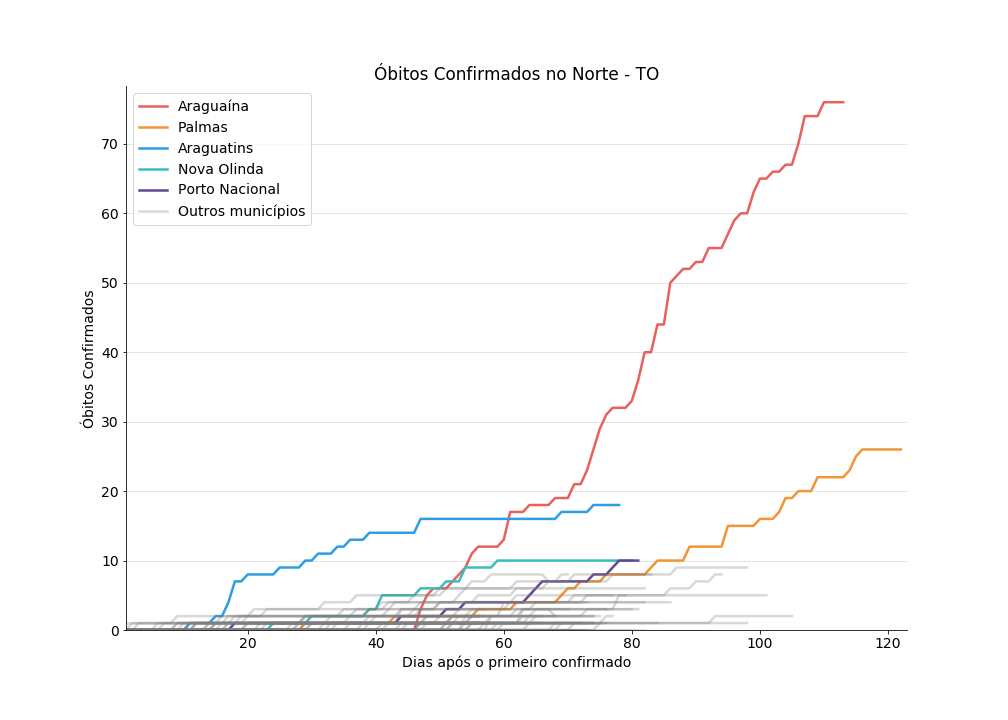 Óbitos Confirmados no Norte - TO
Araguaína
Palmas
Araguatins
Nova Olinda
Porto Nacional
Outros municípios
Óbitos Confirmados
70
60
50
40
30
20
10
0
20
40
60
80
100
120
Dias após o primeiro confirmado